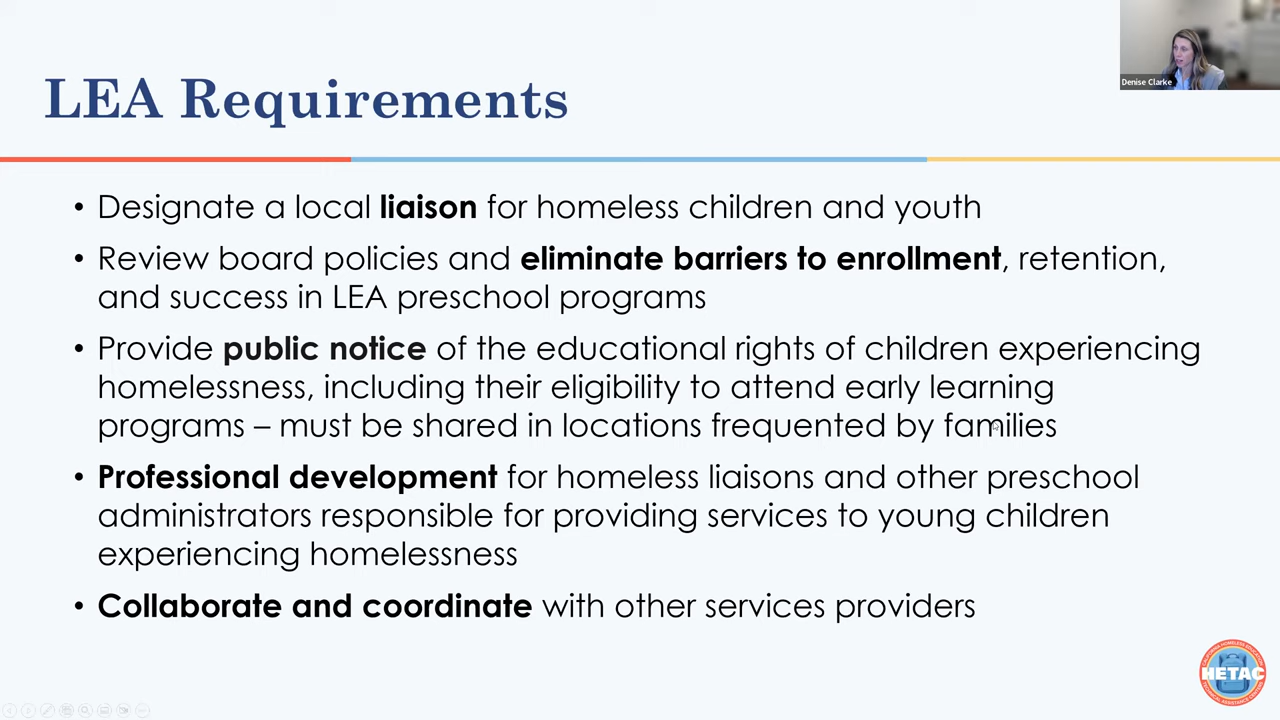 Denise Clarke
LEA Requirements
• Designate a local liaison for homeless children and youth
• Review board policies and eliminate barriers to enrollment, retention,
and success in LEA preschool programs
• Provide public notice of the educational rights of children experiencing
homelessness, including their eligibility to attend early learning
programs – must be shared in locations frequented by families
• Professional development for homeless liaisons and other preschool
administrators responsible for providing services to young children
experiencing homelessness
• Collaborate and coordinate with other services providers
HETAC